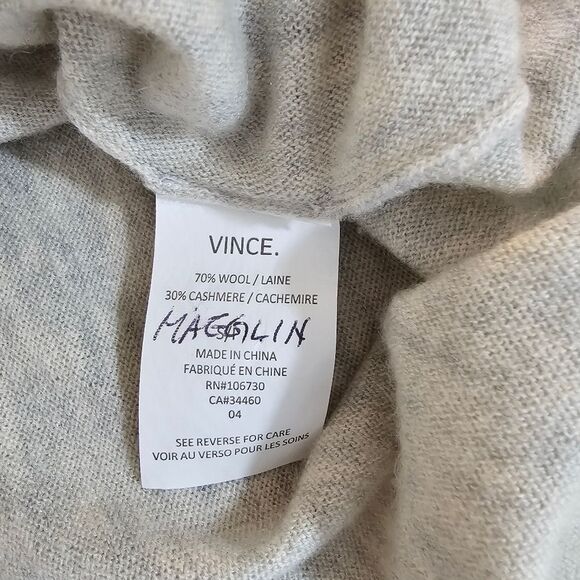 VINCE.
70% WOOL / LAINE
30% CASHMERE / CACHEMIRE
MADE IN CHINA
FABRIQUÉ EN CHINE
RN#106730
CA#34460
04
SEE REVERSE FOR CARE
VOIR AU VERSO POUR LES SOINS